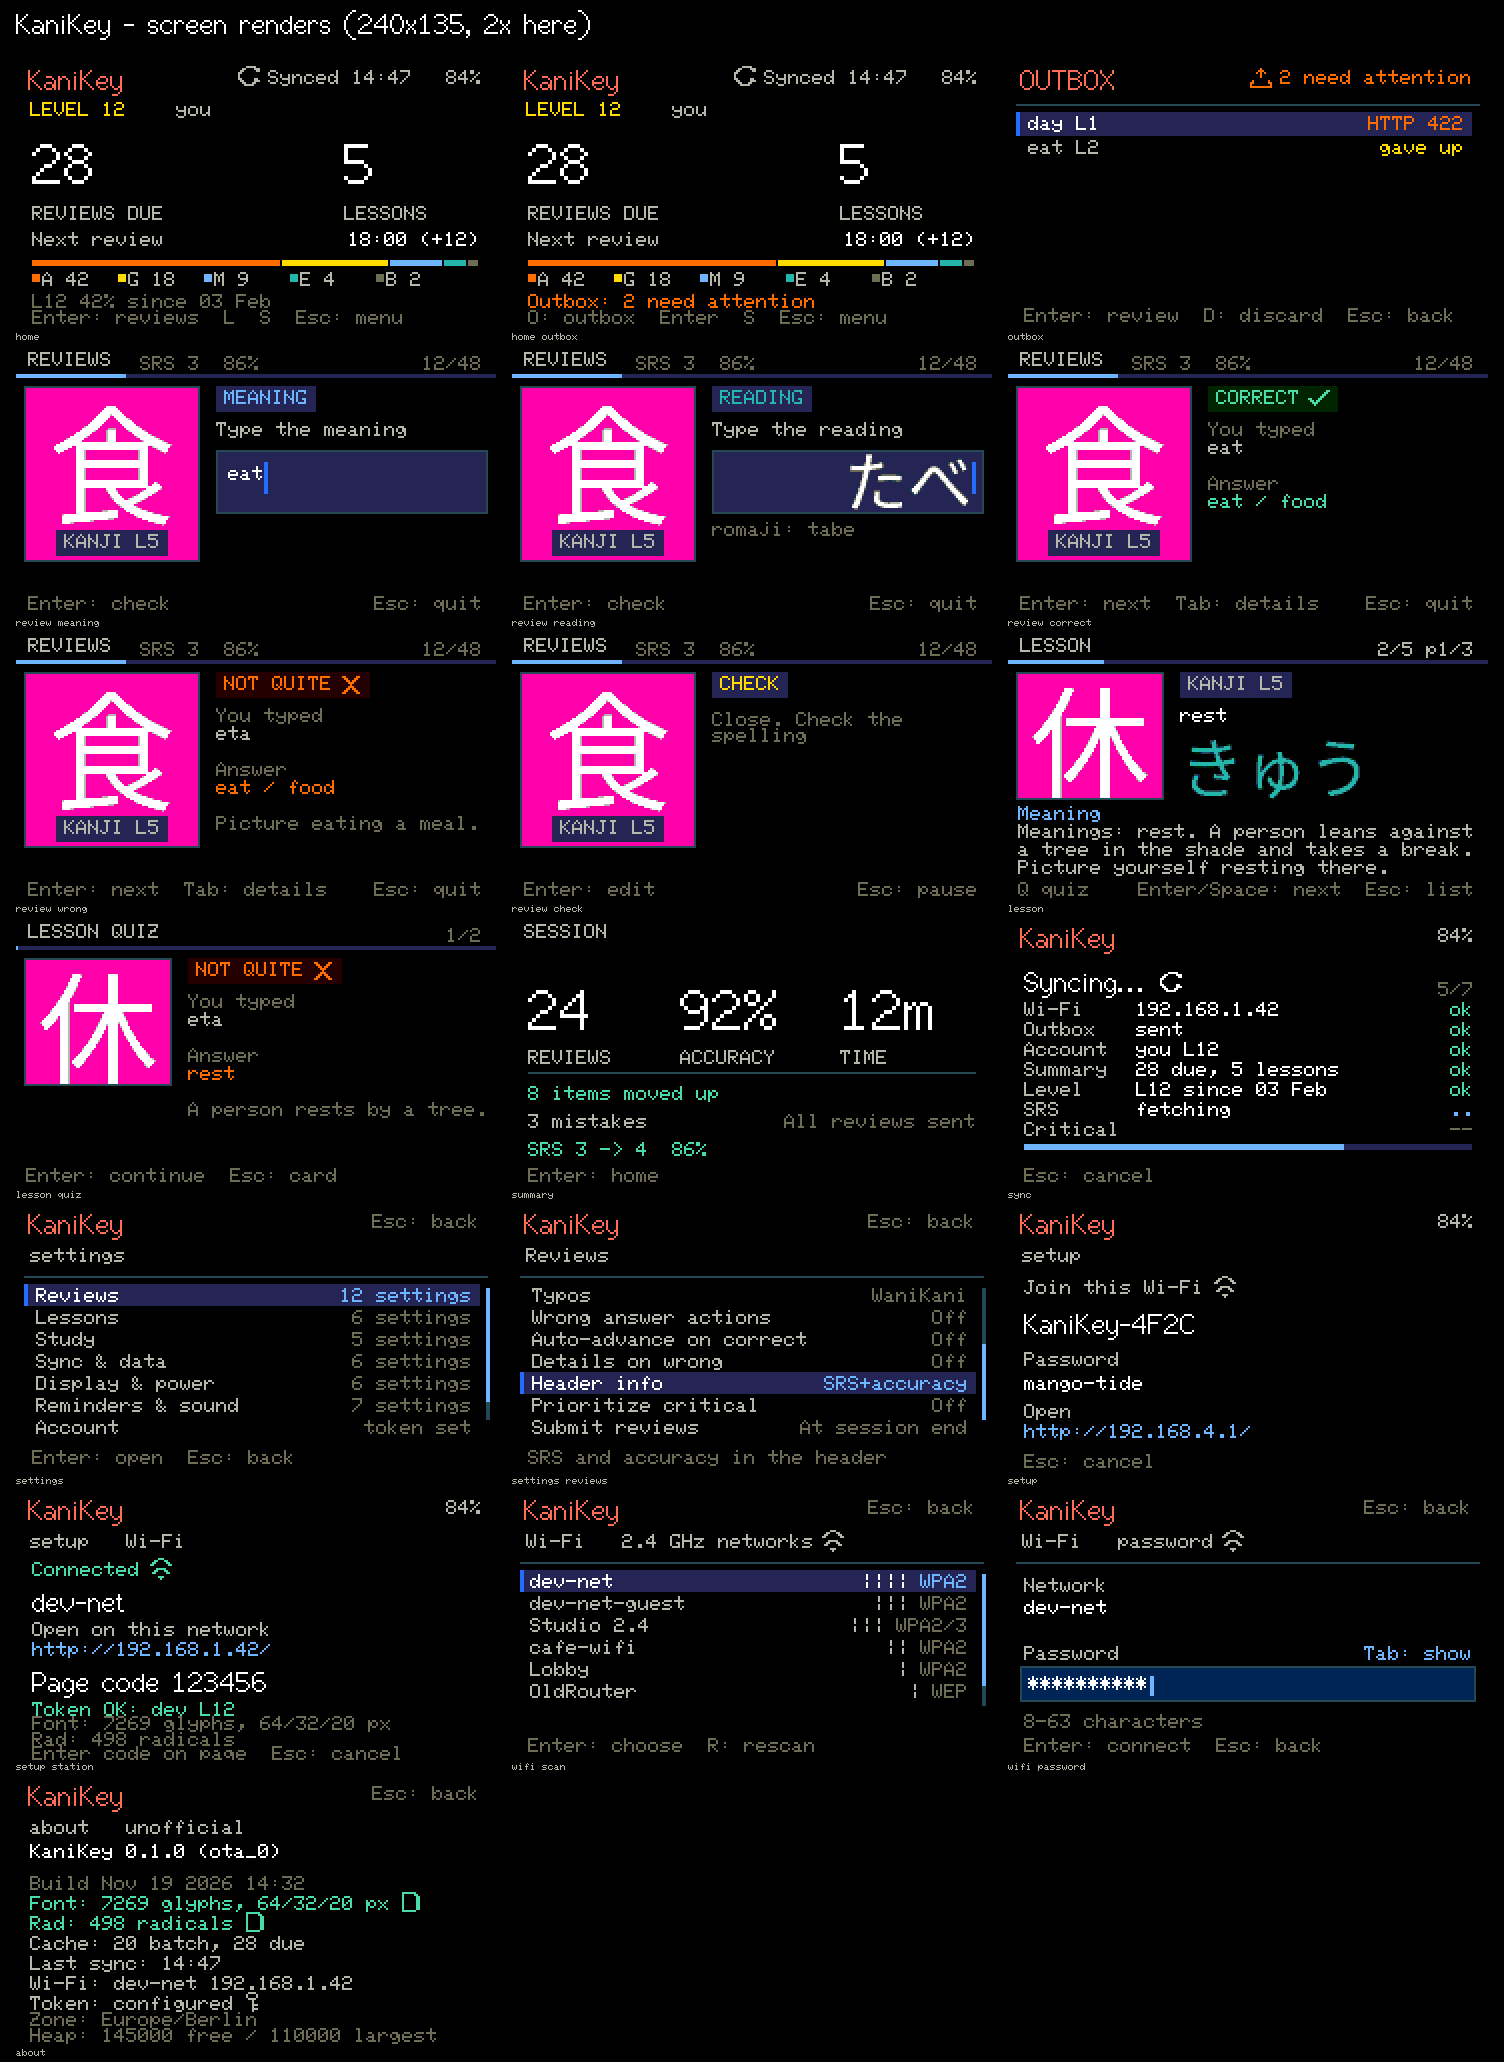 KaniKey - screen renders (240x135, 2x here)
KaniKey Synced 14:47 84%
LEVEL 12 you
28 5
REVIEWS DUE LESSONS
Next review 18:00 (+12)
A 42 G 18 M 9 E 4 B 2
L12 42% since 03 Feb
Enter: reviews L S Esc: menu
home
KaniKey Synced 14:47 84%
LEVEL 12 you
28 5
REVIEWS DUE LESSONS
Next review 18:00 (+12)
A 42 G 18 M 9 E 4 B 2
Outbox: 2 need attention
O: outbox Enter S Esc: menu
home outbox
OUTBOX 2 need attention
day L1 HTTP 422
eat L2 gave up
Enter: review D: discard Esc: back
outbox
REVIEWS SRS 3 86% 12/48
食
KANJI L5
MEANING
Type the meaning
eat
Enter: check Esc: quit
review meaning
REVIEWS SRS 3 86% 12/48
食
KANJI L5
READING
Type the reading
たべ
romaji: tabe
Enter: check Esc: quit
review reading
REVIEWS SRS 3 86% 12/48
食
KANJI L5
CORRECT
You typed
eat
Answer
eat / food
Enter: next Tab: details Esc: quit
review correct
REVIEWS SRS 3 86% 12/48
食
KANJI L5
NOT QUITE
You typed
eta
Answer
eat / food
Picture eating a meal.
Enter: next Tab: details Esc: quit
review wrong
REVIEWS SRS 3 86% 12/48
食
KANJI L5
CHECK
Close. Check the
spelling
Enter: edit Esc: pause
review check
LESSON 2/5 p1/3
休
KANJI L5
rest
きゅう
Meaning
Meanings: rest. A person leans against
a tree in the shade and takes a break.
Picture yourself resting there.
Q quiz Enter/Space: next Esc: list
lesson
LESSON QUIZ 1/2
休
NOT QUITE
You typed
eta
Answer
rest
A person rests by a tree.
Enter: continue Esc: card
lesson quiz
SESSION
24 92% 12m
REVIEWS ACCURACY TIME
8 items moved up
3 mistakes All reviews sent
SRS 3 -> 4 86%
Enter: home
summary
KaniKey 84%
Syncing... 5/7
Wi-Fi 192.168.1.42 ok
Outbox sent ok
Account you L12 ok
Summary 28 due, 5 lessons ok
Level L12 since 03 Feb ok
SRS fetching ..
Critical --
Esc: cancel
sync
KaniKey Esc: back
settings
Reviews 12 settings
Lessons 6 settings
Study 5 settings
Sync & data 6 settings
Display & power 6 settings
Reminders & sound 7 settings
Account token set
Enter: open Esc: back
settings
KaniKey Esc: back
Reviews
Typos WaniKani
Wrong answer actions Off
Auto-advance on correct Off
Details on wrong Off
Header info SRS+accuracy
Prioritize critical Off
Submit reviews At session end
SRS and accuracy in the header
settings reviews
KaniKey 84%
setup
Join this Wi-Fi
KaniKey-4F2C
Password
mango-tide
Open
http://192.168.4.1/
Esc: cancel
setup
KaniKey 84%
setup Wi-Fi
Connected
dev-net
Open on this network
http://192.168.1.42/
Page code 123456
Token OK: dev L12
Font: 7269 glyphs, 64/32/20 px
Rad: 498 radicals
Enter code on page Esc: cancel
setup station
KaniKey Esc: back
Wi-Fi 2.4 GHz networks
dev-net WPA2
dev-net-guest WPA2
Studio 2.4 WPA2/3
cafe-wifi WPA2
Lobby WPA2
OldRouter WEP
Enter: choose R: rescan
wifi scan
KaniKey Esc: back
Wi-Fi password
Network
dev-net
Password Tab: show
**********
8-63 characters
Enter: connect Esc: back
wifi password
KaniKey Esc: back
about unofficial
KaniKey 0.1.0 (ota_0)
Build Nov 19 2026 14:32
Font: 7269 glyphs, 64/32/20 px
Rad: 498 radicals
Cache: 20 batch, 28 due
Last sync: 14:47
Wi-Fi: dev-net 192.168.1.42
Token: configured
Zone: Europe/Berlin
Heap: 145000 free / 110000 largest
about